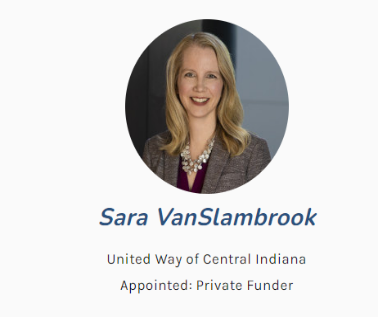 Sara VanSlambrook
United Way of Central Indiana
Appointed: Private Funder